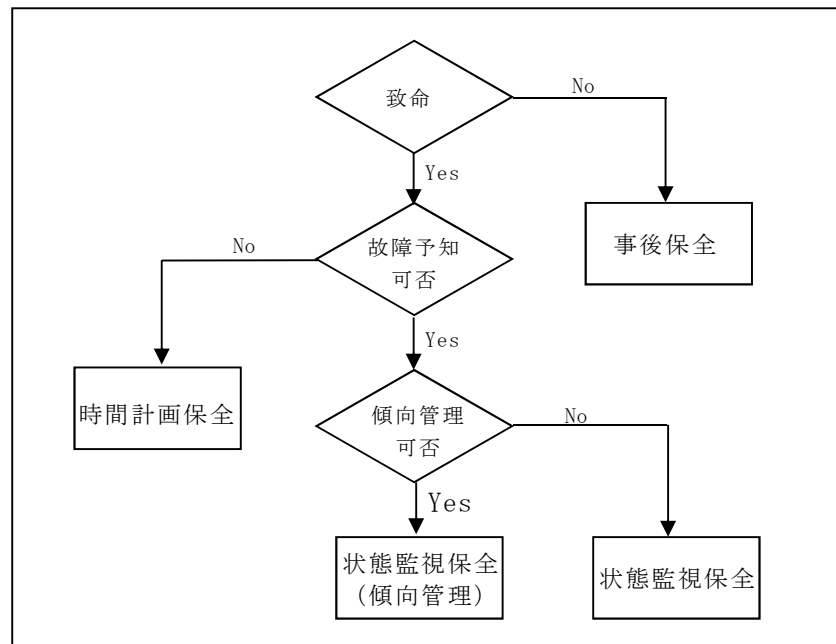 致命
No
Yes
事後保全
故障予知
可否
No
Yes
時間計画保全
傾向管理
可否
No
Yes
状態監視保全
(傾向管理)
状態監視保全